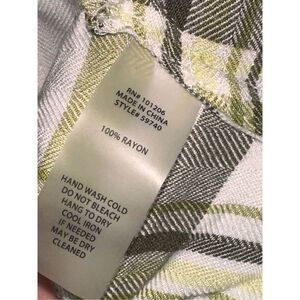 RN# 101206
MADE IN CHINA
STYLE# 59740
100% RAYON
HAND WASH COLD
DO NOT BLEACH
HANG TO DRY
COOL IRON
IF NEEDED
MAY BE DRY
CLEANED